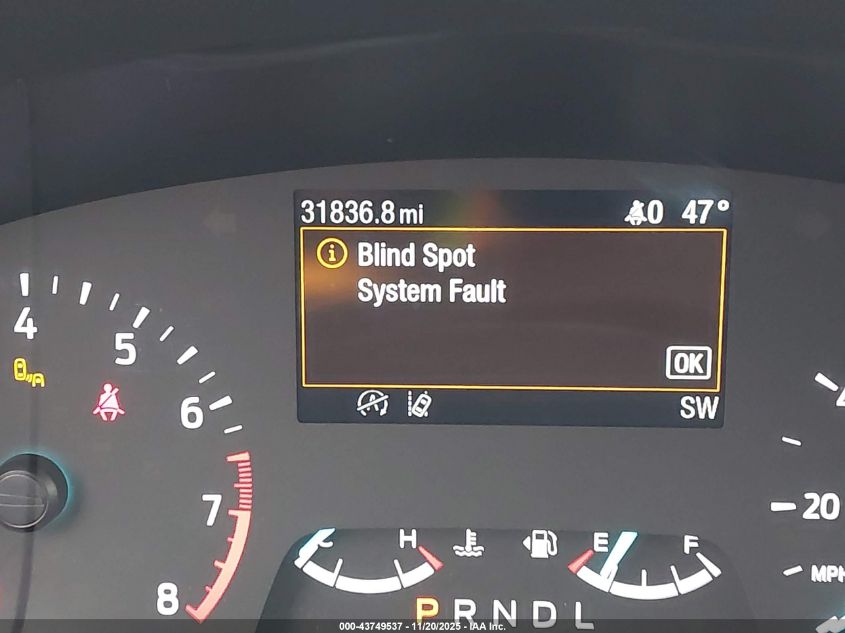 31836.8 mi 0 47°
Blind Spot
System Fault
OK
SW
4
5
6
7
8
20
MPH
C H E F
P R N D L
000-43749537 - 11/20/2025 - IAA Inc.